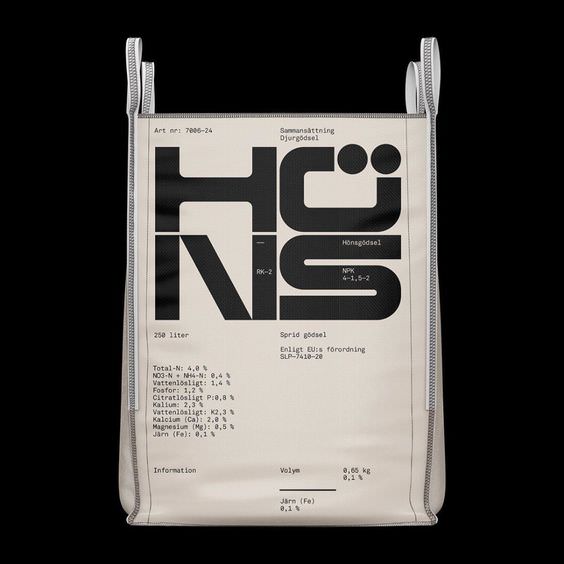 Art nr: 7006-24
Sammansättning
Djurgödsel
HÖ
NS
—
RK-2
Hönsgödsel
NPK
4-1,5-2
250 liter
Sprid gödsel
Enligt EU:s förordning
SLP-7410-20
Total-N: 4,0 %
NO3-N + NH4-N: 0,4 %
Vattenlösligt: 1,4 %
Fosfor: 1,2 %
Citratlösligt P:0,8 %
Kalium: 2,3 %
Vattenlösligt: K2,3 %
Kalcium (Ca): 2,0 %
Magnesium (Mg): 0,5 %
Järn (Fe): 0,1 %
Information
Volym
0,65 kg
0,1 %
Järn (Fe)
0,1 %